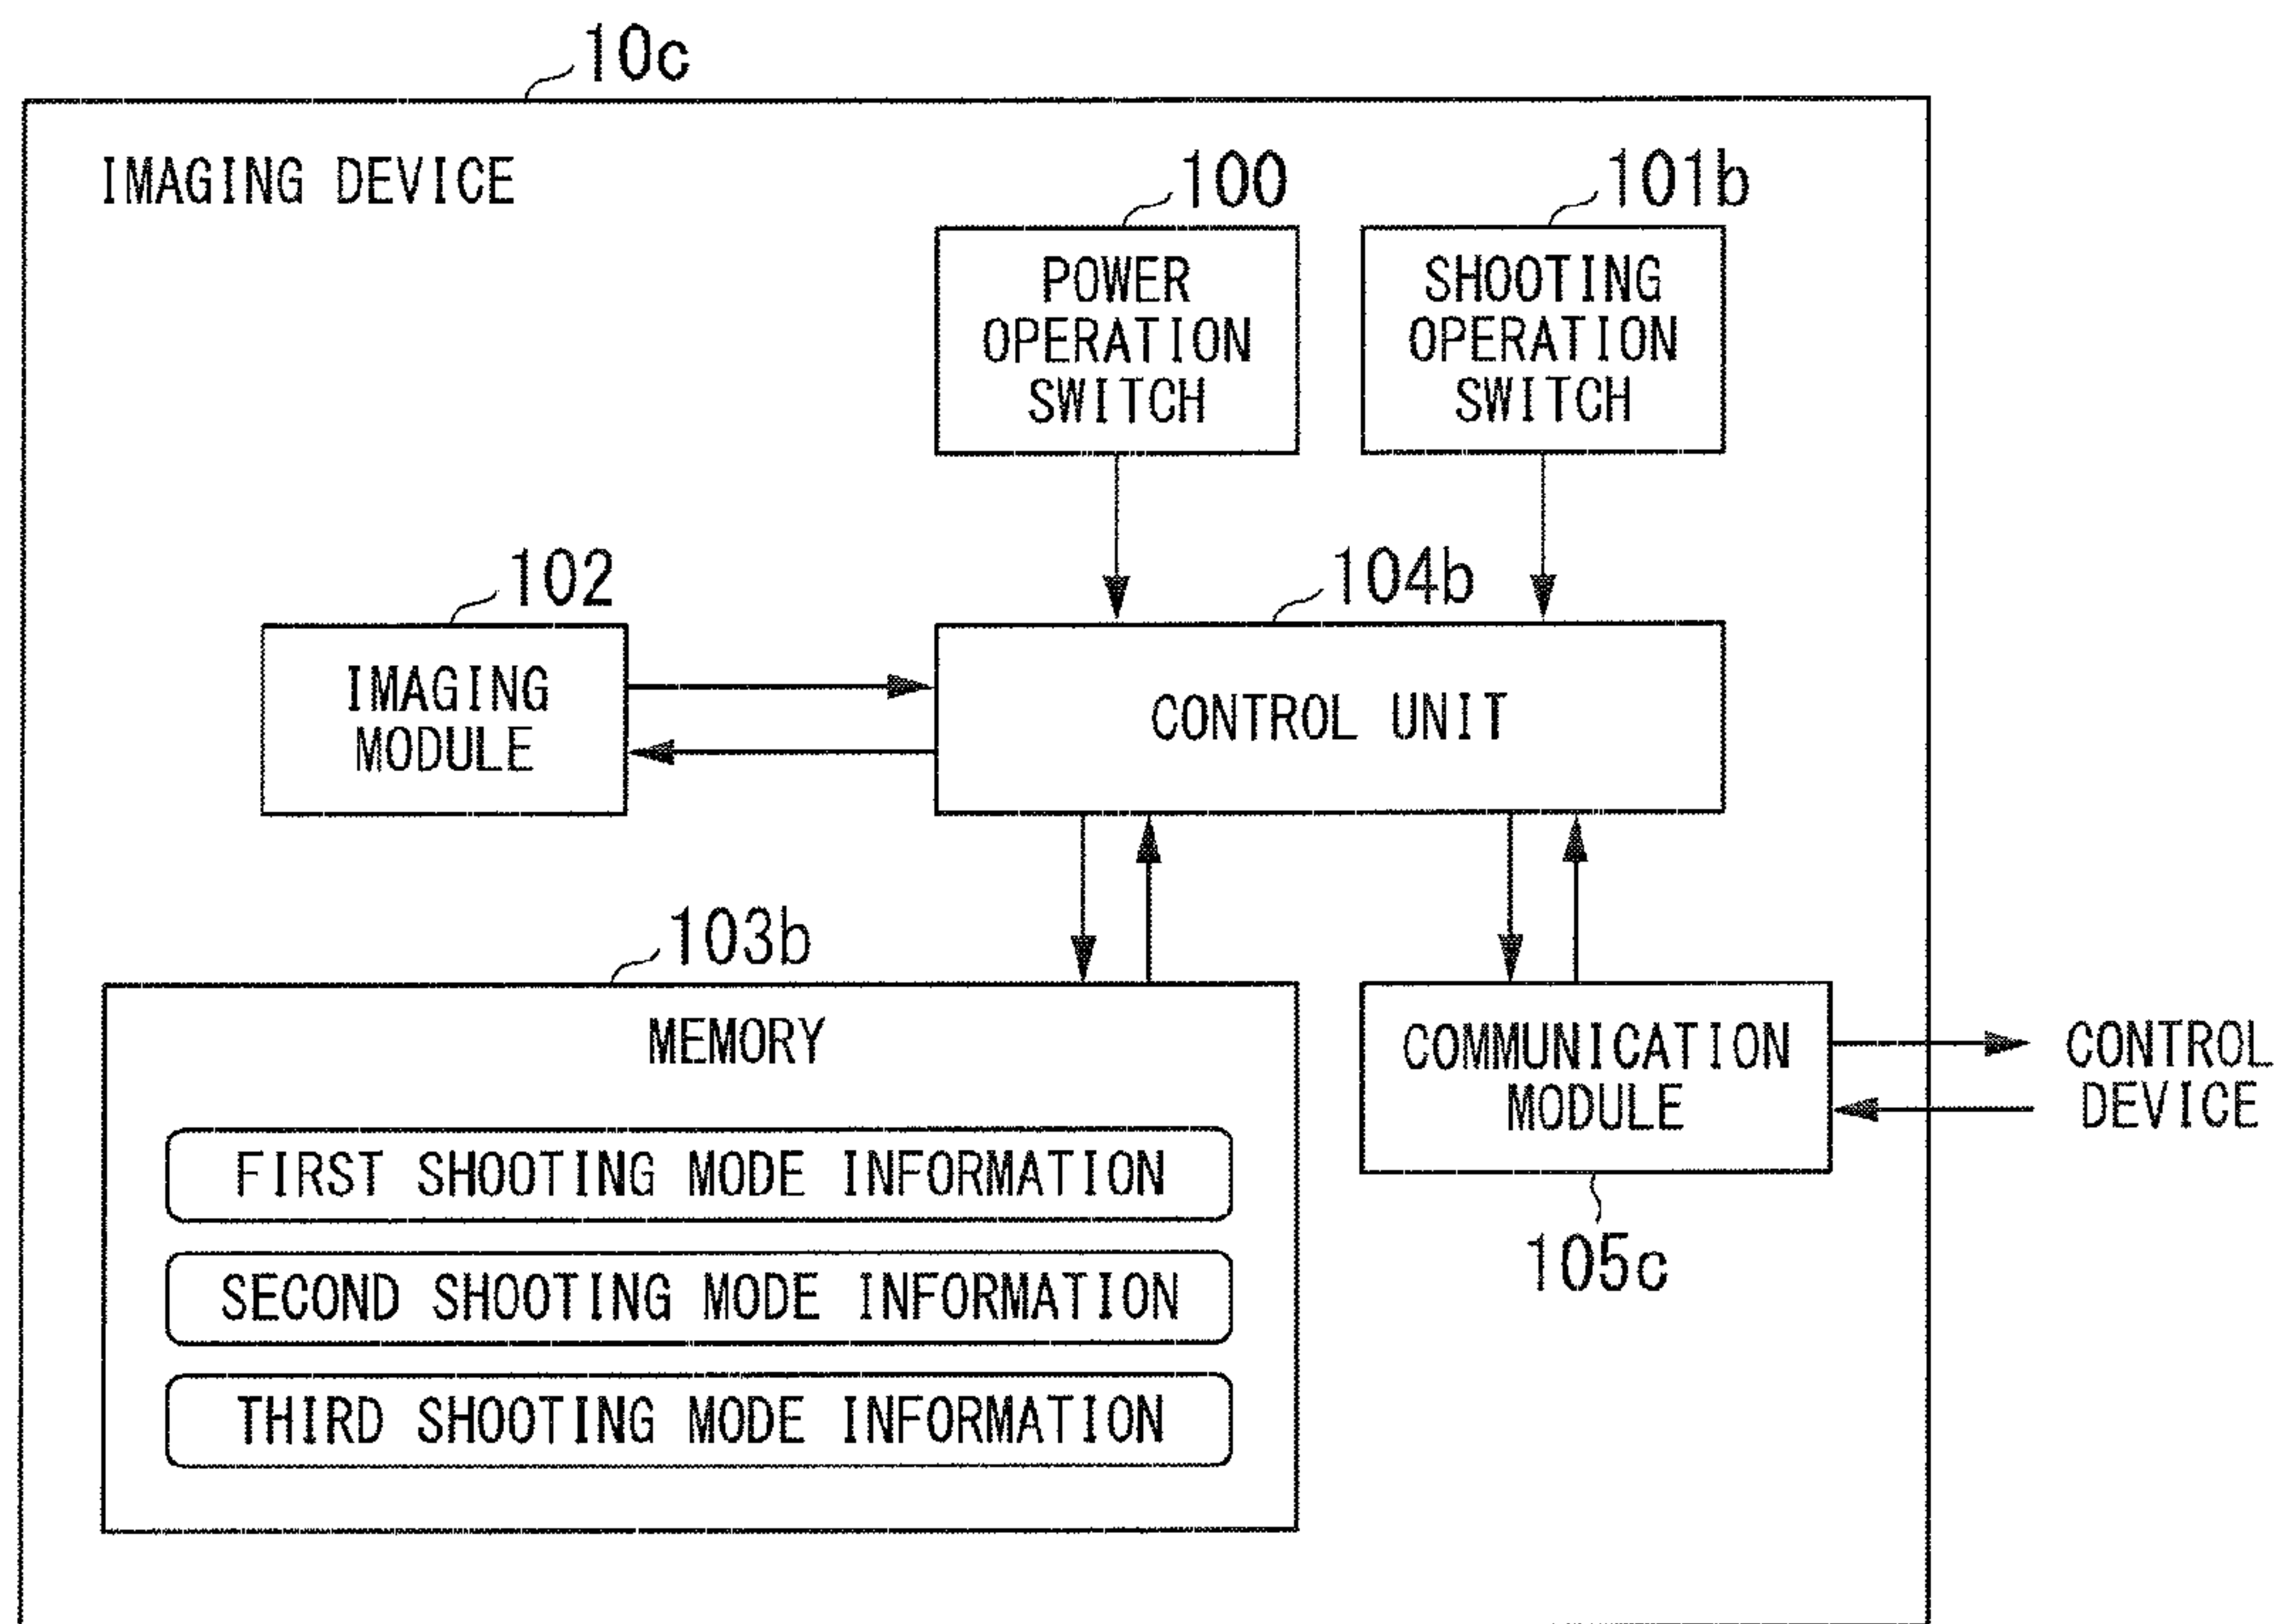 10c
IMAGING DEVICE
100
101b
POWER
OPERATION
SWITCH
SHOOTING
OPERATION
SWITCH
102
104b
IMAGING
MODULE
CONTROL UNIT
103b
MEMORY
FIRST SHOOTING MODE INFORMATION
SECOND SHOOTING MODE INFORMATION
THIRD SHOOTING MODE INFORMATION
COMMUNICATION
MODULE
105c
CONTROL
DEVICE